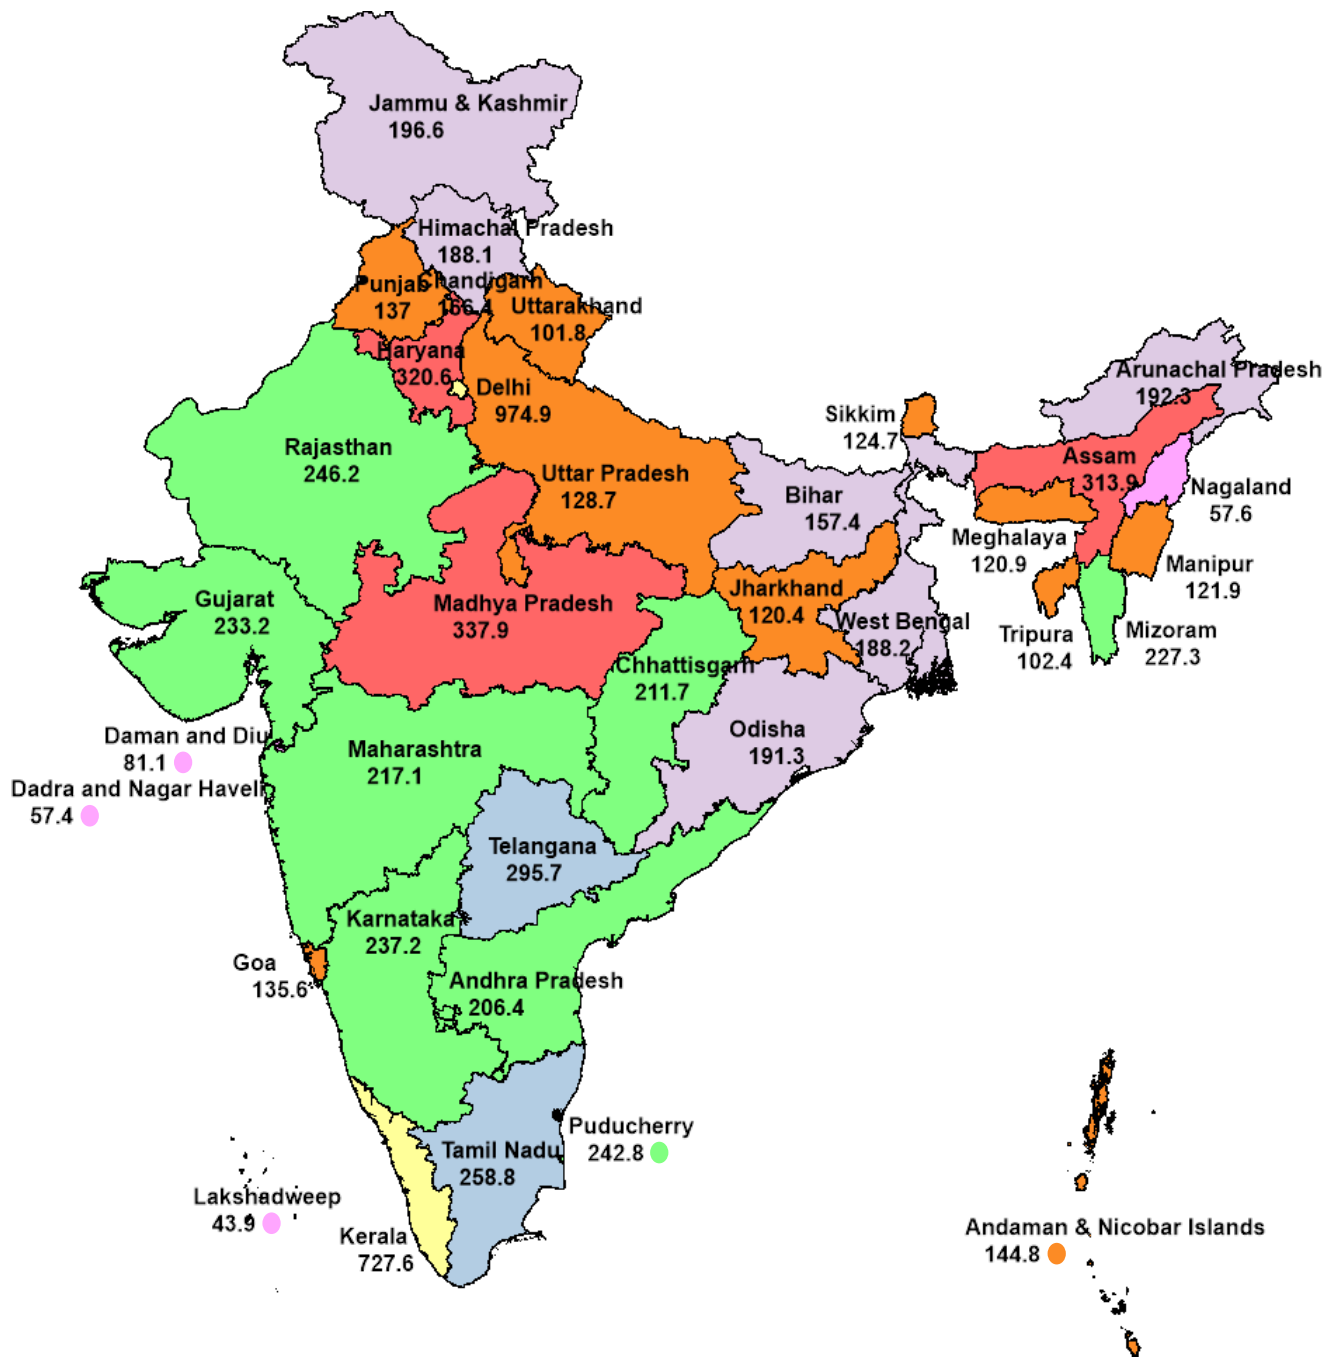 Jammu & Kashmir
196.6
Himachal Pradesh
188.1
Punjab
137
Chandigarh
166.4
Uttarakhand
101.8
Haryana
320.6
Delhi
974.9
Rajasthan
246.2
Uttar Pradesh
128.7
Bihar
157.4
Sikkim
124.7
Arunachal Pradesh
192.3
Assam
313.9
Nagaland
57.6
Meghalaya
120.9
Manipur
121.9
Tripura
102.4
Mizoram
227.3
Gujarat
233.2
Madhya Pradesh
337.9
Jharkhand
120.4
West Bengal
188.2
Chhattisgarh
211.7
Odisha
191.3
Daman and Diu
81.1
Dadra and Nagar Haveli
57.4
Maharashtra
217.1
Telangana
295.7
Karnataka
237.2
Goa
135.6
Andhra Pradesh
206.4
Puducherry
242.8
Tamil Nadu
258.8
Lakshadweep
43.9
Kerala
727.6
Andaman & Nicobar Islands
144.8